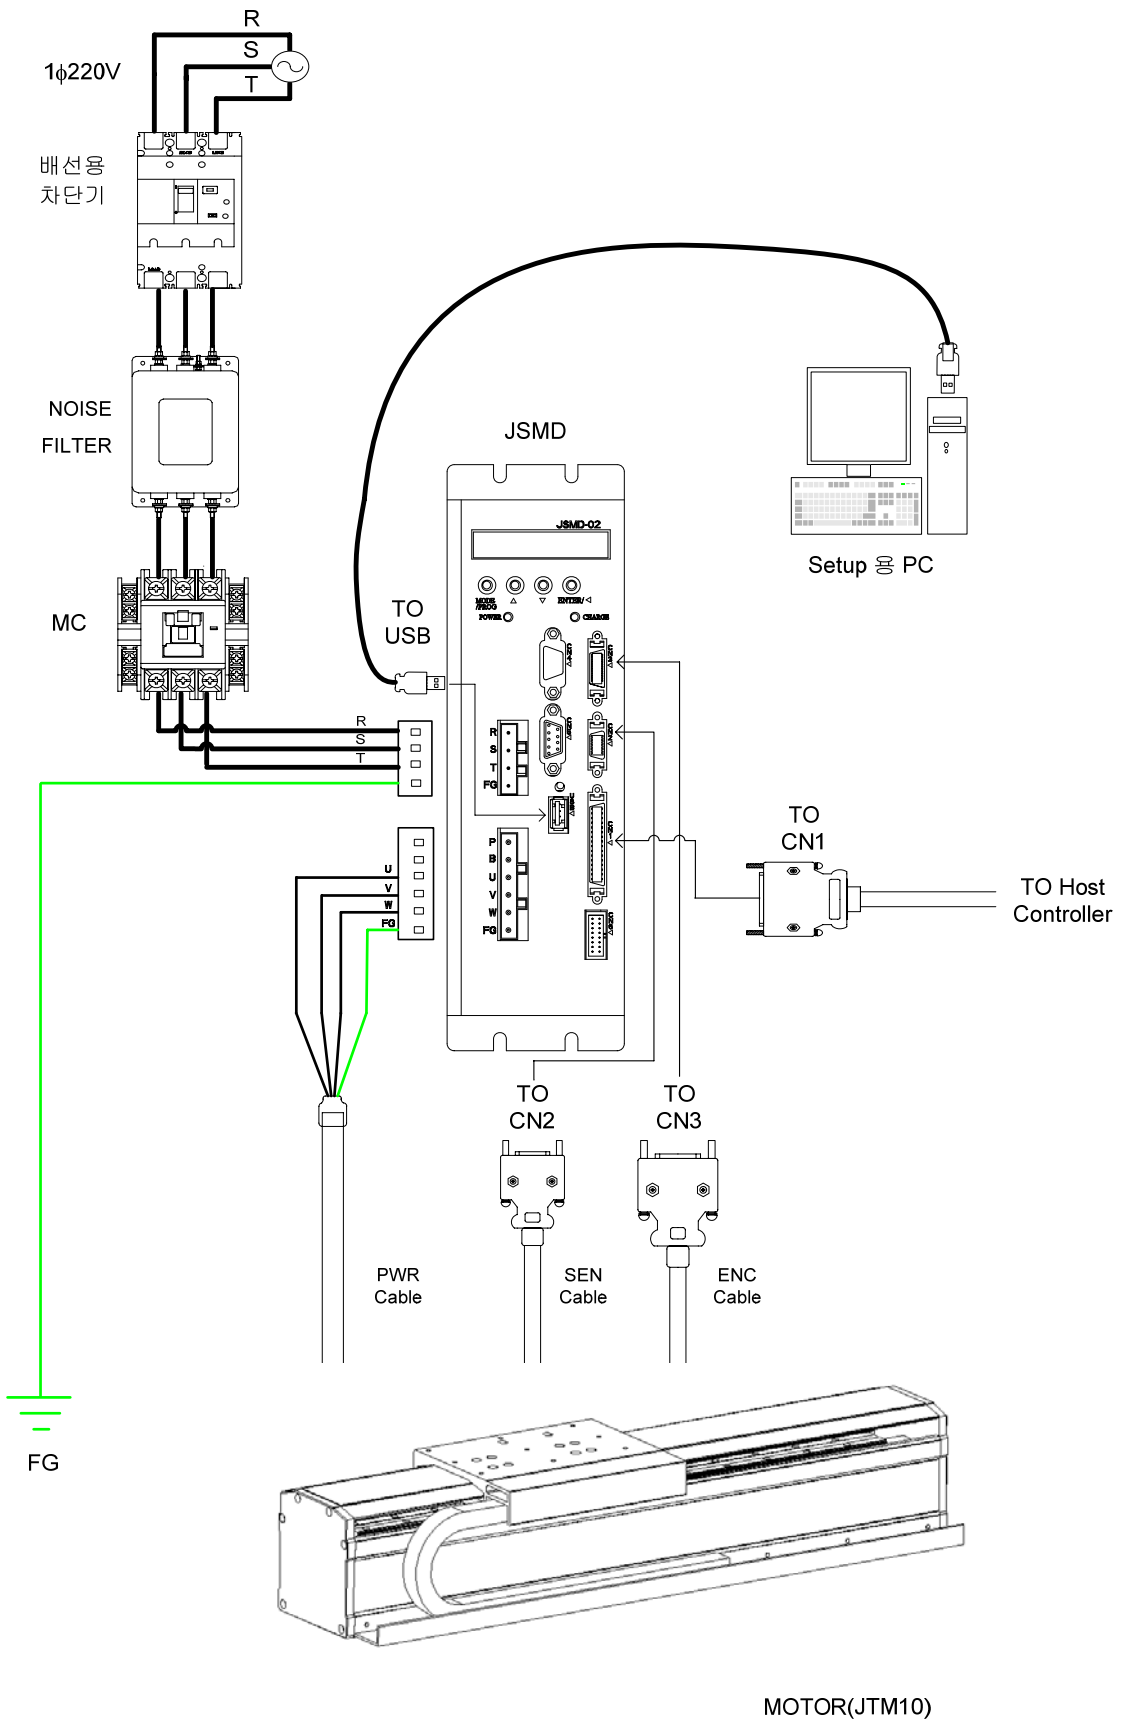 R
S
1ϕ220V
T
배선용
차단기
NOISE
FILTER
JSMD
JSMD-02
Setup 용 PC
MODE
/PROG
△
▽
ENTER/◁
POWER
CHARGE
MC
TO
USB
R
S
T
R
S
T
FG
TO
CN1
TO Host
Controller
P
B
U
V
W
FG
U
V
W
FG
TO
CN2
TO
CN3
PWR
Cable
SEN
Cable
ENC
Cable
FG
MOTOR(JTM10)